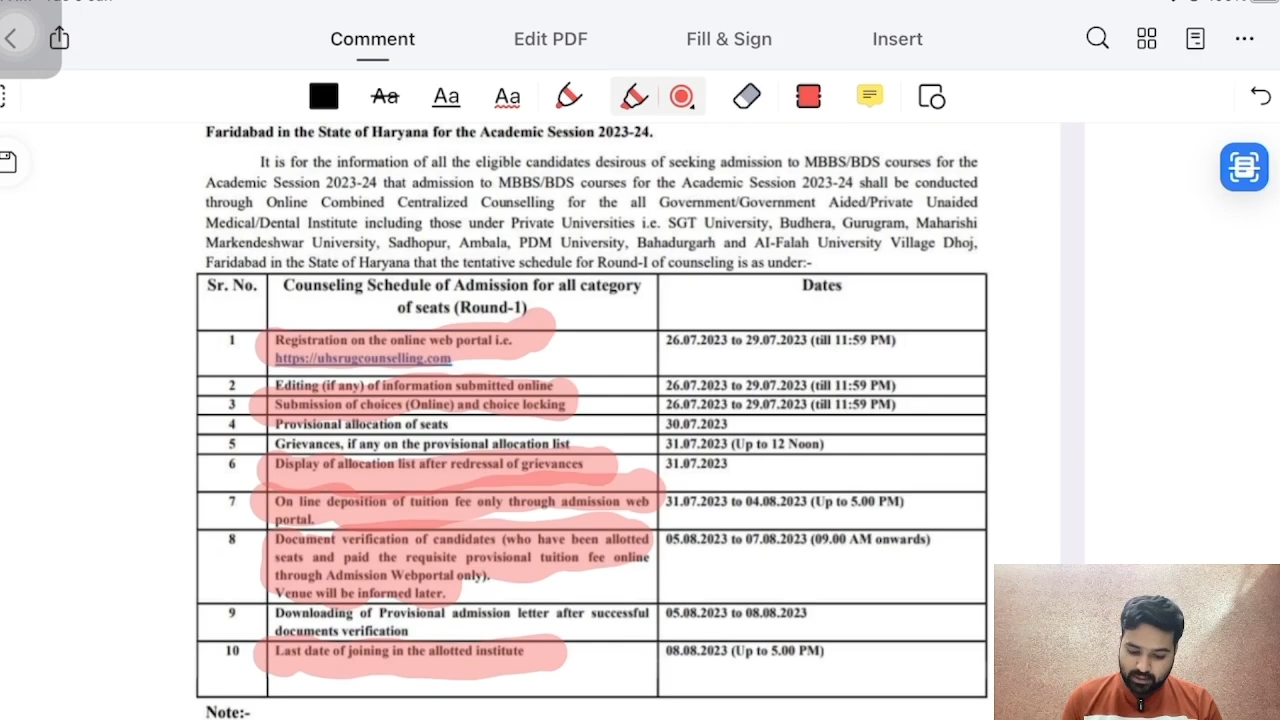 Comment Edit PDF Fill & Sign Insert
Aa Aa Aa
Faridabad in the State of Haryana for the Academic Session 2023-24.
It is for the information of all the eligible candidates desirous of seeking admission to MBBS/BDS courses for the
Academic Session 2023-24 that admission to MBBS/BDS courses for the Academic Session 2023-24 shall be conducted
through Online Combined Centralized Counselling for the all Government/Government Aided/Private Unaided
Medical/Dental Institute including those under Private Universities i.e. SGT University, Budhera, Gurugram, Maharishi
Markendeshwar University, Sadhopur, Ambala, PDM University, Bahadurgarh and Al-Falah University Village Dhoj,
Faridabad in the State of Haryana that the tentative schedule for Round-I of counseling is as under:-
Sr. No. Counseling Schedule of Admission for all category Dates
of seats (Round-1)
1 Registration on the online web portal i.e. 26.07.2023 to 29.07.2023 (till 11:59 PM)
https://uhsrugcounselling.com
2 Editing (if any) of information submitted online 26.07.2023 to 29.07.2023 (till 11:59 PM)
3 Submission of choices (Online) and choice locking 26.07.2023 to 29.07.2023 (till 11:59 PM)
4 Provisional allocation of seats 30.07.2023
5 Grievances, if any on the provisional allocation list 31.07.2023 (Up to 12 Noon)
6 Display of allocation list after redressal of grievances 31.07.2023
7 On line deposition of tuition fee only through admission web 31.07.2023 to 04.08.2023 (Up to 5.00 PM)
portal.
8 Document verification of candidates (who have been allotted 05.08.2023 to 07.08.2023 (09.00 AM onwards)
seats and paid the requisite provisional tuition fee online
through Admission Webportal only).
Venue will be informed later.
9 Downloading of Provisional admission letter after successful 05.08.2023 to 08.08.2023
documents verification
10 Last date of joining in the allotted institute 08.08.2023 (Up to 5.00 PM)
Note:-